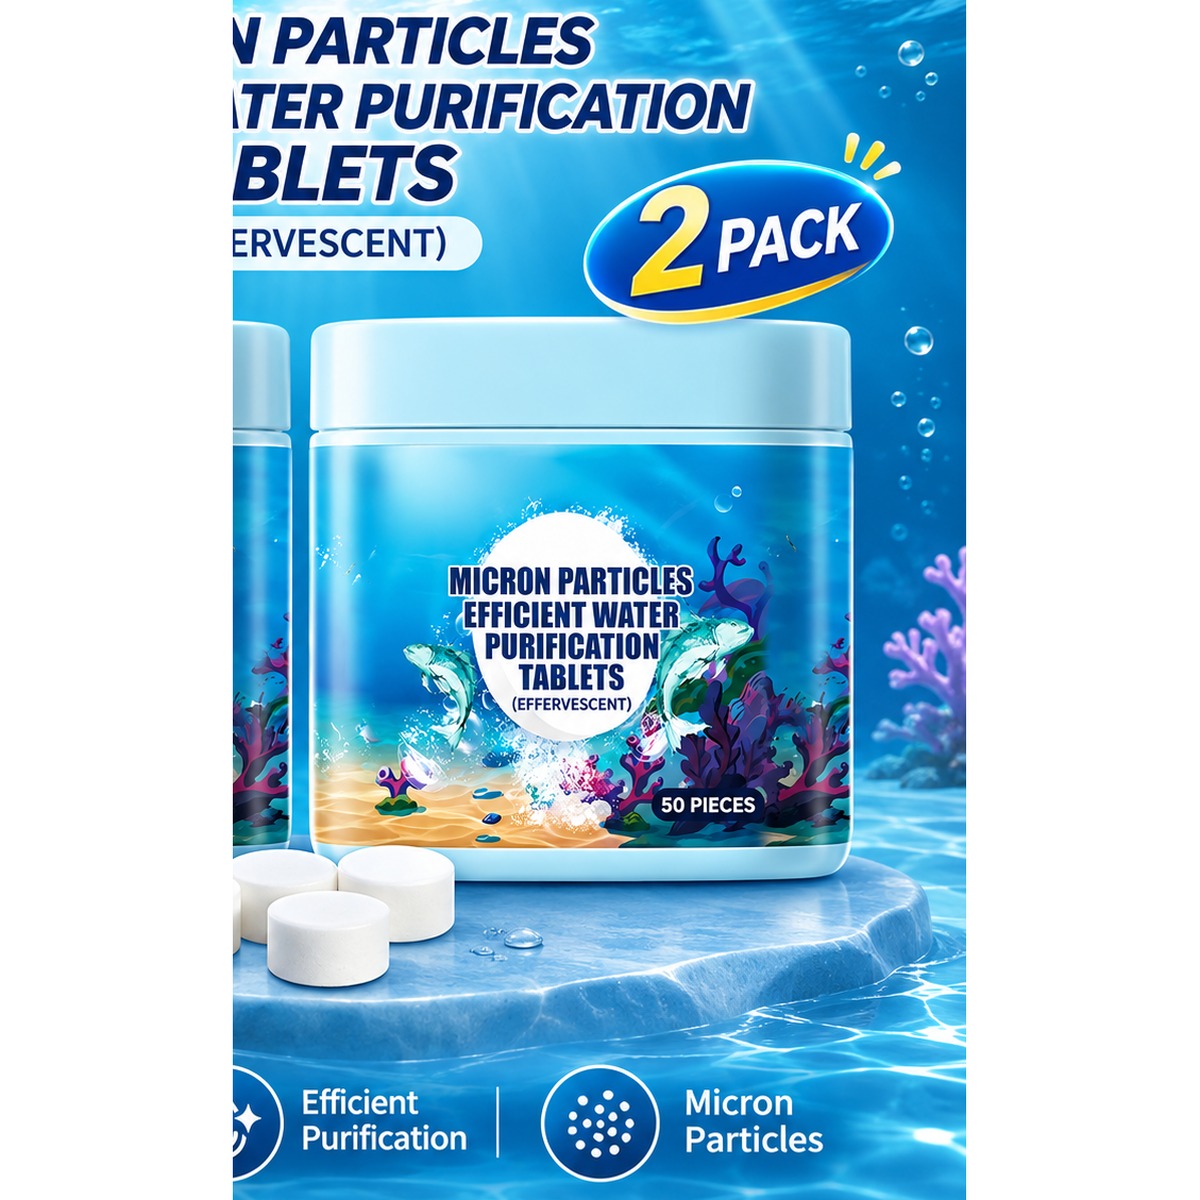 N PARTICLES
ATER PURIFICATION
ABLETS
ERVESCENT)
2 PACK
MICRON PARTICLES
EFFICIENT WATER
PURIFICATION
TABLETS
(EFFERVESCENT)
50 PIECES
Efficient
Purification
Micron
Particles